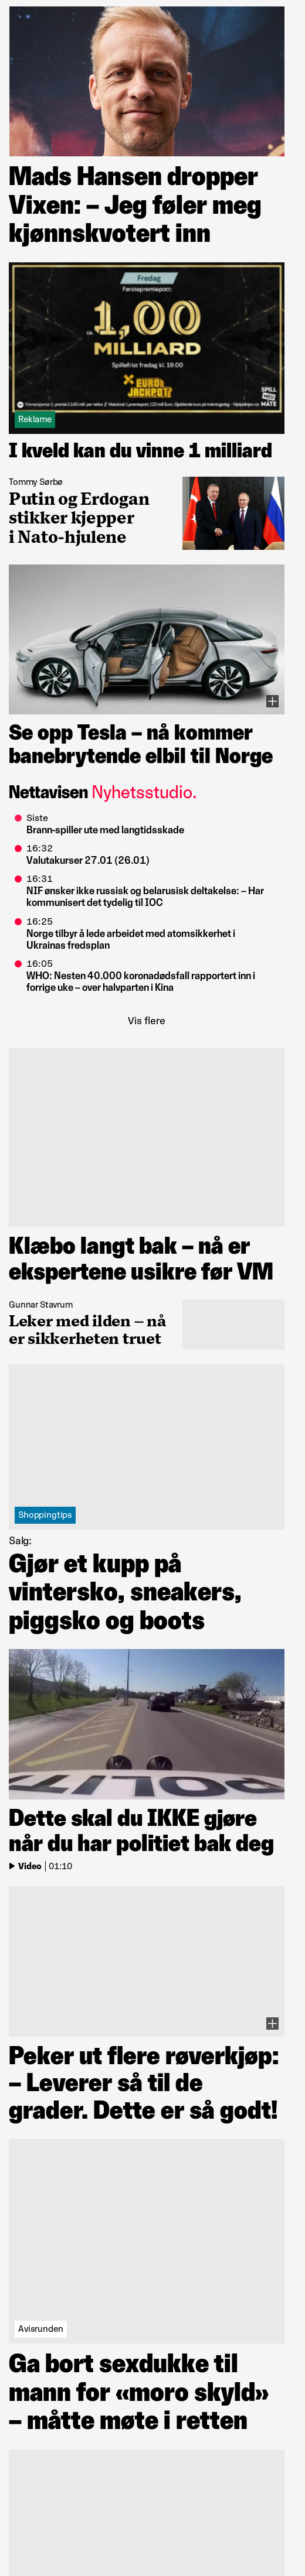 Mads Hansen dropper
Vixen: – Jeg føler meg
kjønnskvotert inn
Fredag
Førstepremiepott:
1,00
MILLIARD
Spillefrist fredag kl. 19:00
EURO
JACKPOT
SPILL
MED
MÅTE
Reklame
I kveld kan du vinne 1 milliard
Tommy Sørbø
Putin og Erdogan
stikker kjepper
i Nato-hjulene
Se opp Tesla – nå kommer
banebrytende elbil til Norge
Nettavisen Nyhetsstudio.
Siste
Brann-spiller ute med langtidsskade
16:32
Valutakurser 27.01 (26.01)
16:31
NIF ønsker ikke russisk og belarusisk deltakelse: – Har
kommunisert det tydelig til IOC
16:25
Norge tilbyr å lede arbeidet med atomsikkerhet i
Ukrainas fredsplan
16:05
WHO: Nesten 40.000 koronadødsfall rapportert inn i
forrige uke – over halvparten i Kina
Vis flere
Klæbo langt bak – nå er
ekspertene usikre før VM
Gunnar Stavrum
Leker med ilden – nå
er sikkerheten truet
Shoppingtips
Salg:
Gjør et kupp på
vintersko, sneakers,
piggsko og boots
POLITI
Dette skal du IKKE gjøre
når du har politiet bak deg
Video | 01:10
Peker ut flere røverkjøp:
– Leverer så til de
grader. Dette er så godt!
Avisrunden
Ga bort sexdukke til
mann for «moro skyld»
– måtte møte i retten